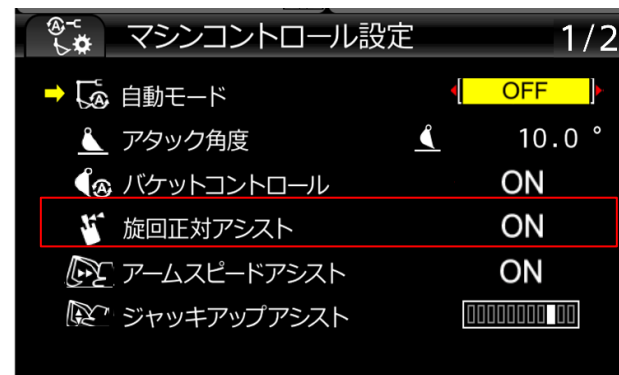 マシンコントロール設定 1/2
自動モード OFF
アタック角度 10.0 °
バケットコントロール ON
旋回正対アシスト ON
アームスピードアシスト ON
ジャッキアップアシスト